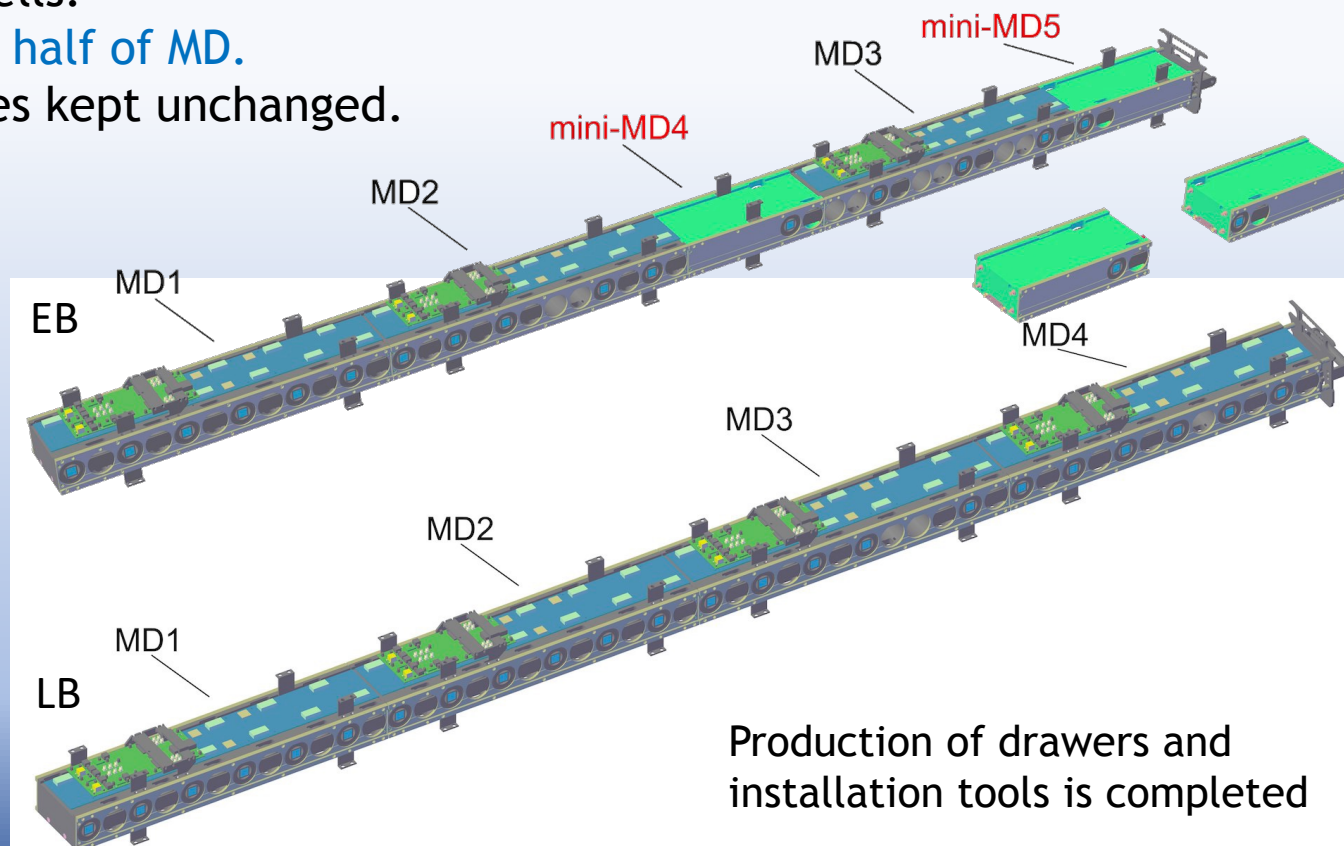 half of MD.
kept unchanged.
mini-MD5
MD3
mini-MD4
MD2
MD1
EB
MD4
MD3
MD2
MD1
LB
Production of drawers and
installation tools is completed